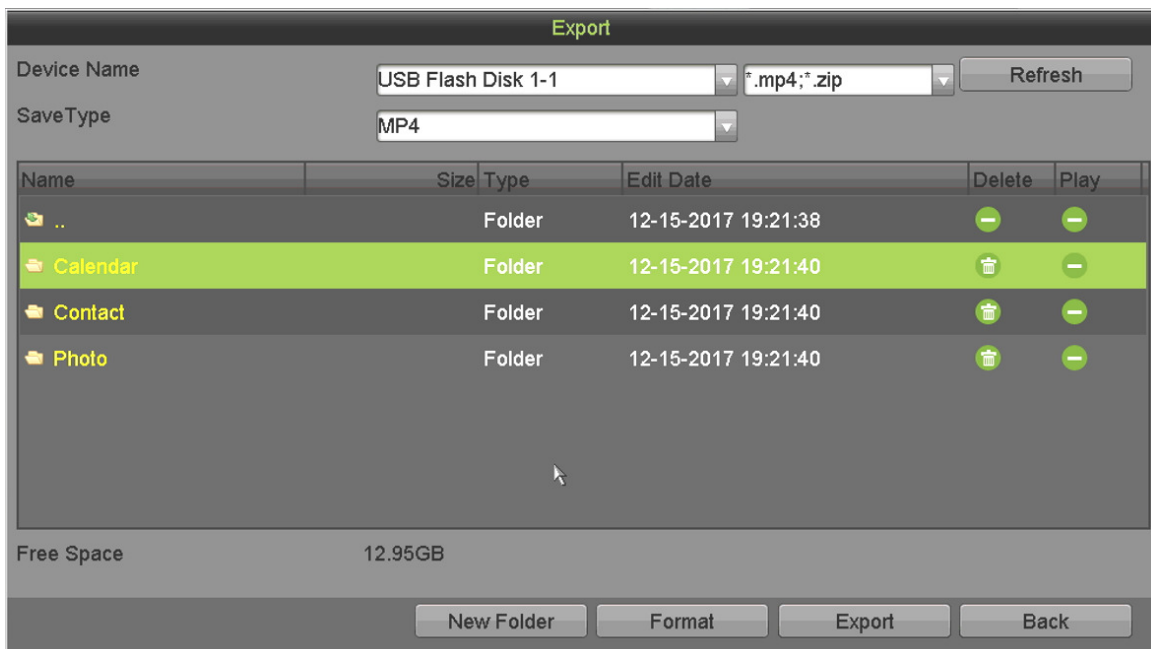 Export
Device Name USB Flash Disk 1-1 *.mp4;*.zip Refresh
SaveType MP4
Name Size Type Edit Date Delete Play
.. Folder 12-15-2017 19:21:38
Calendar Folder 12-15-2017 19:21:40
Contact Folder 12-15-2017 19:21:40
Photo Folder 12-15-2017 19:21:40
Free Space 12.95GB
New Folder Format Export Back